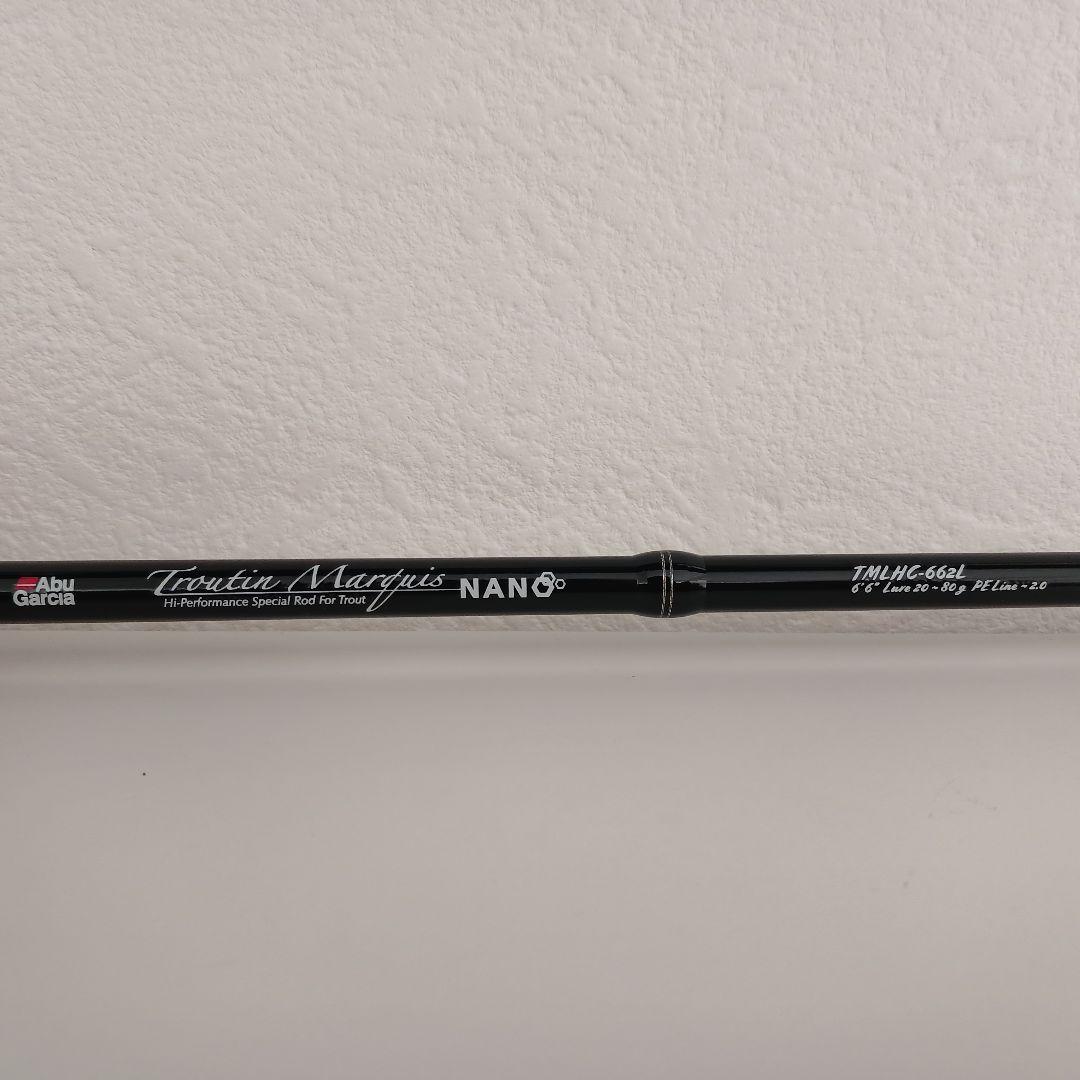 Abu
Garcia
Troutin Marquis NANO
Hi-Performance Special Rod For Trout
TMLHC-662L
6'6" Lure 20~80g PE Line ~2.0